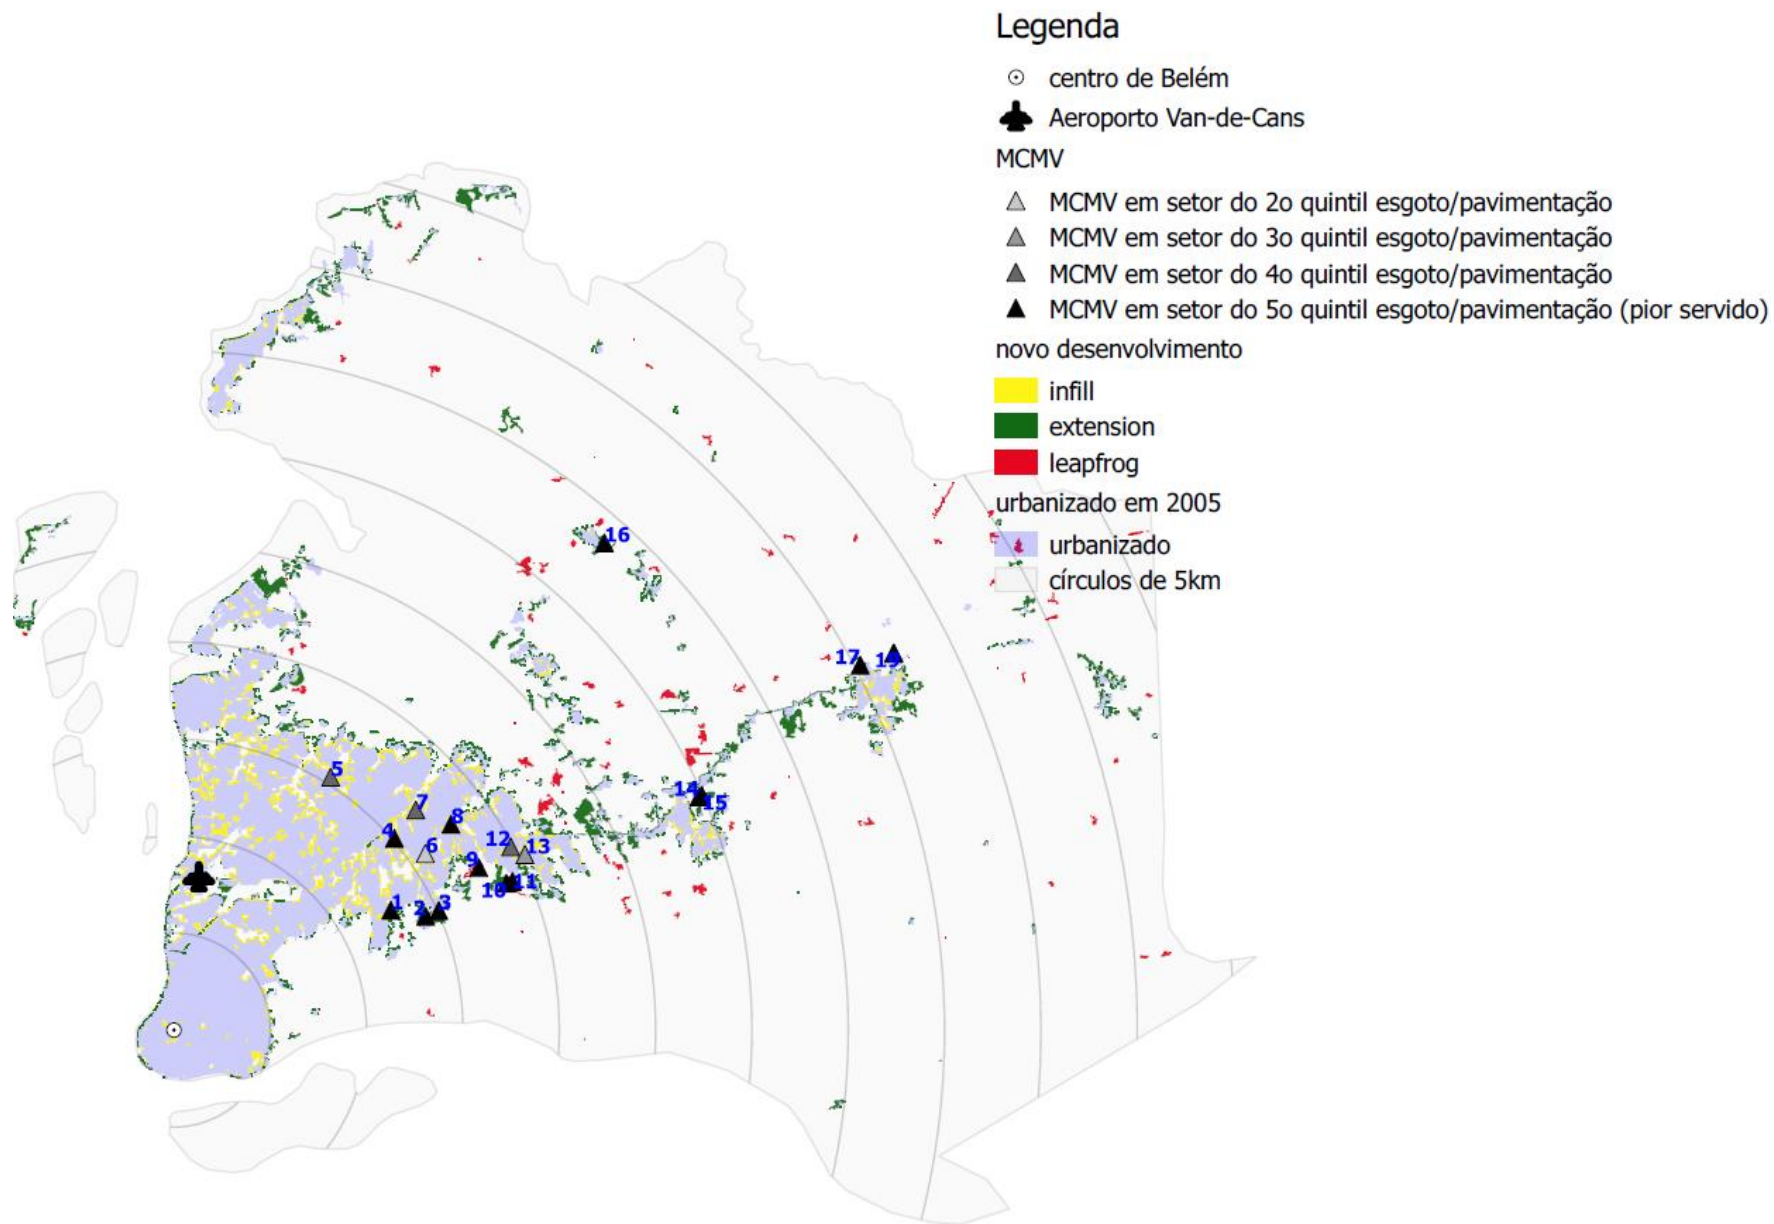 Legenda
centro de Belém
Aeroporto Van-de-Cans
MCMV
MCMV em setor do 2o quintil esgoto/pavimentação
MCMV em setor do 3o quintil esgoto/pavimentação
MCMV em setor do 4o quintil esgoto/pavimentação
MCMV em setor do 5o quintil esgoto/pavimentação (pior servido)
novo desenvolvimento
infill
extension
leapfrog
urbanizado em 2005
urbanizado
círculos de 5km
16
17
19
5
14
15
7
8
4
12
6
13
9
10
11
1
2
3